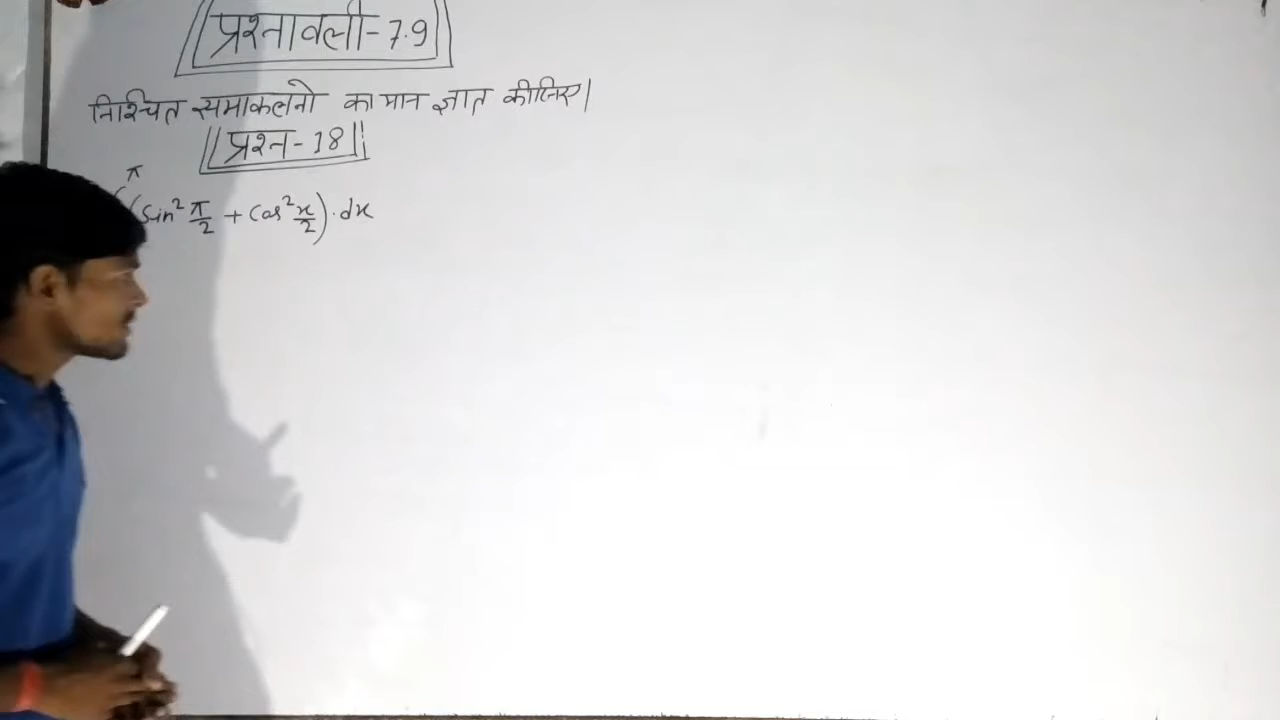 प्रश्नावली-7.9
निश्चित समाकलनो का मान ज्ञात कीजिए।
प्रश्न-18
π
(sin² π/2 + cos² x/2)·dx